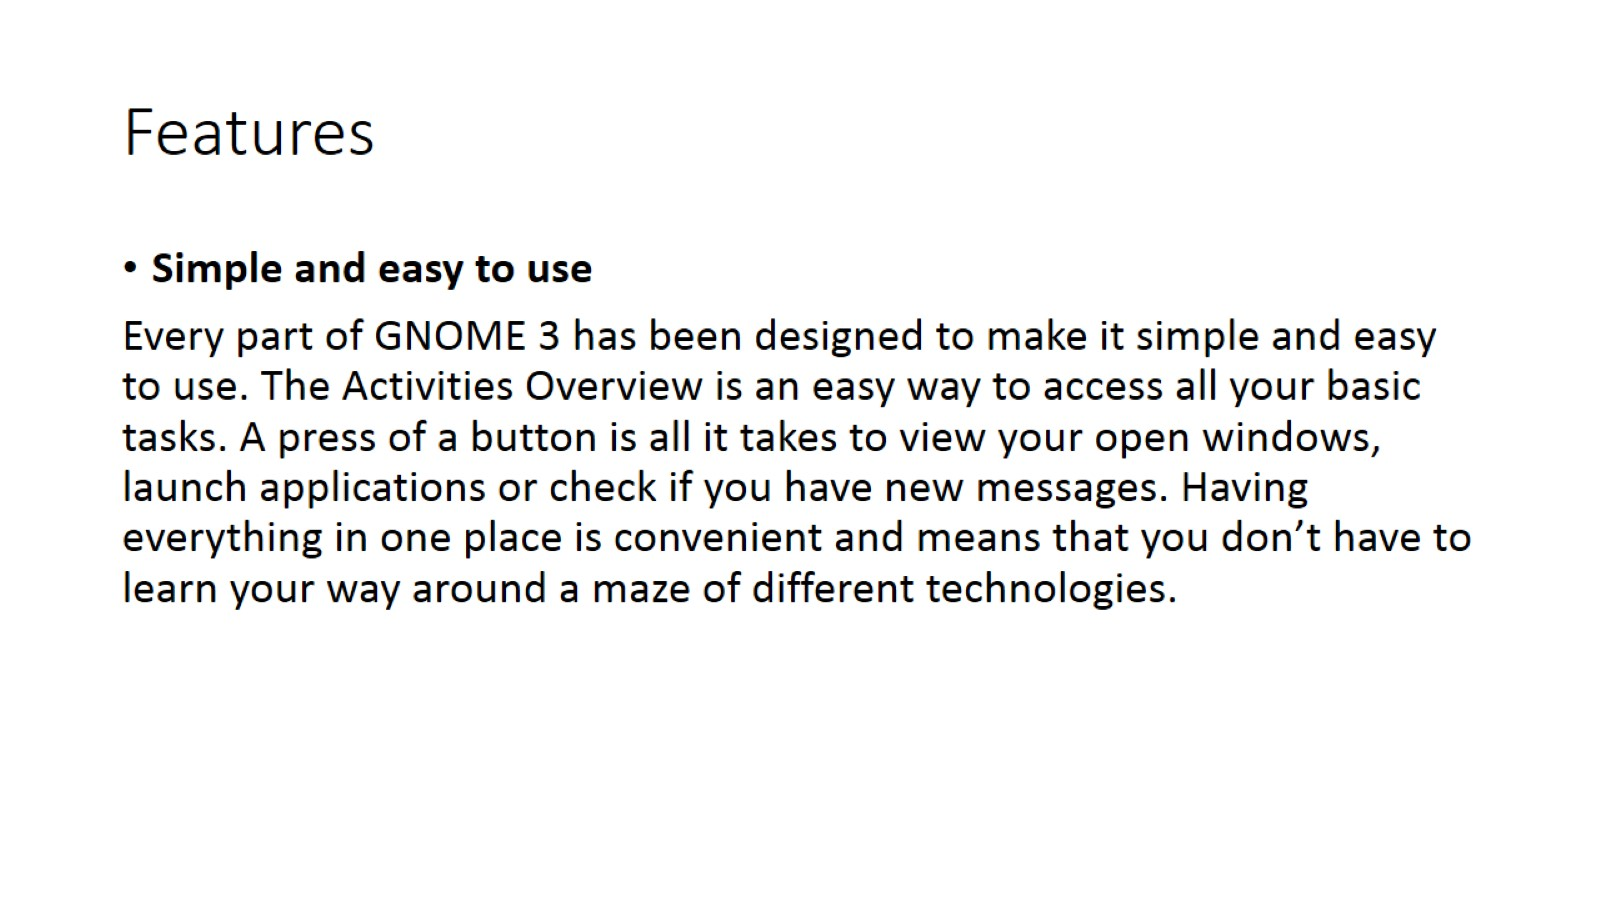 Features
• Simple and easy to use
Every part of GNOME 3 has been designed to make it simple and easy
to use. The Activities Overview is an easy way to access all your basic
tasks. A press of a button is all it takes to view your open windows,
launch applications or check if you have new messages. Having
everything in one place is convenient and means that you don’t have to
learn your way around a maze of different technologies.